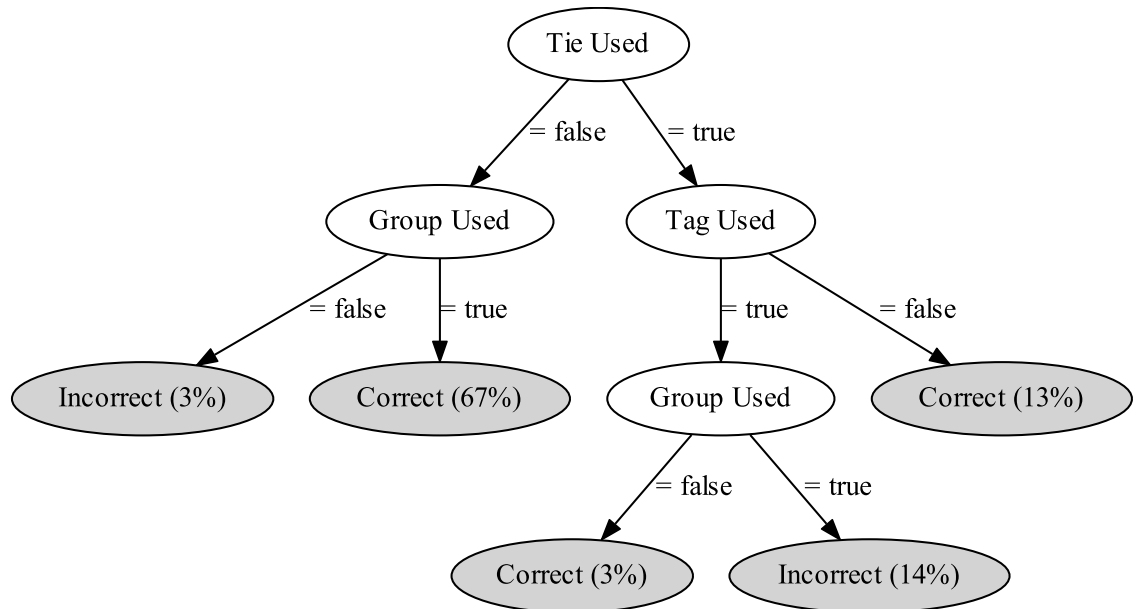 Tie Used
= false
= true
Group Used
Tag Used
= false
= true
= true
= false
Incorrect (3%)
Correct (67%)
Group Used
Correct (13%)
= false
= true
Correct (3%)
Incorrect (14%)